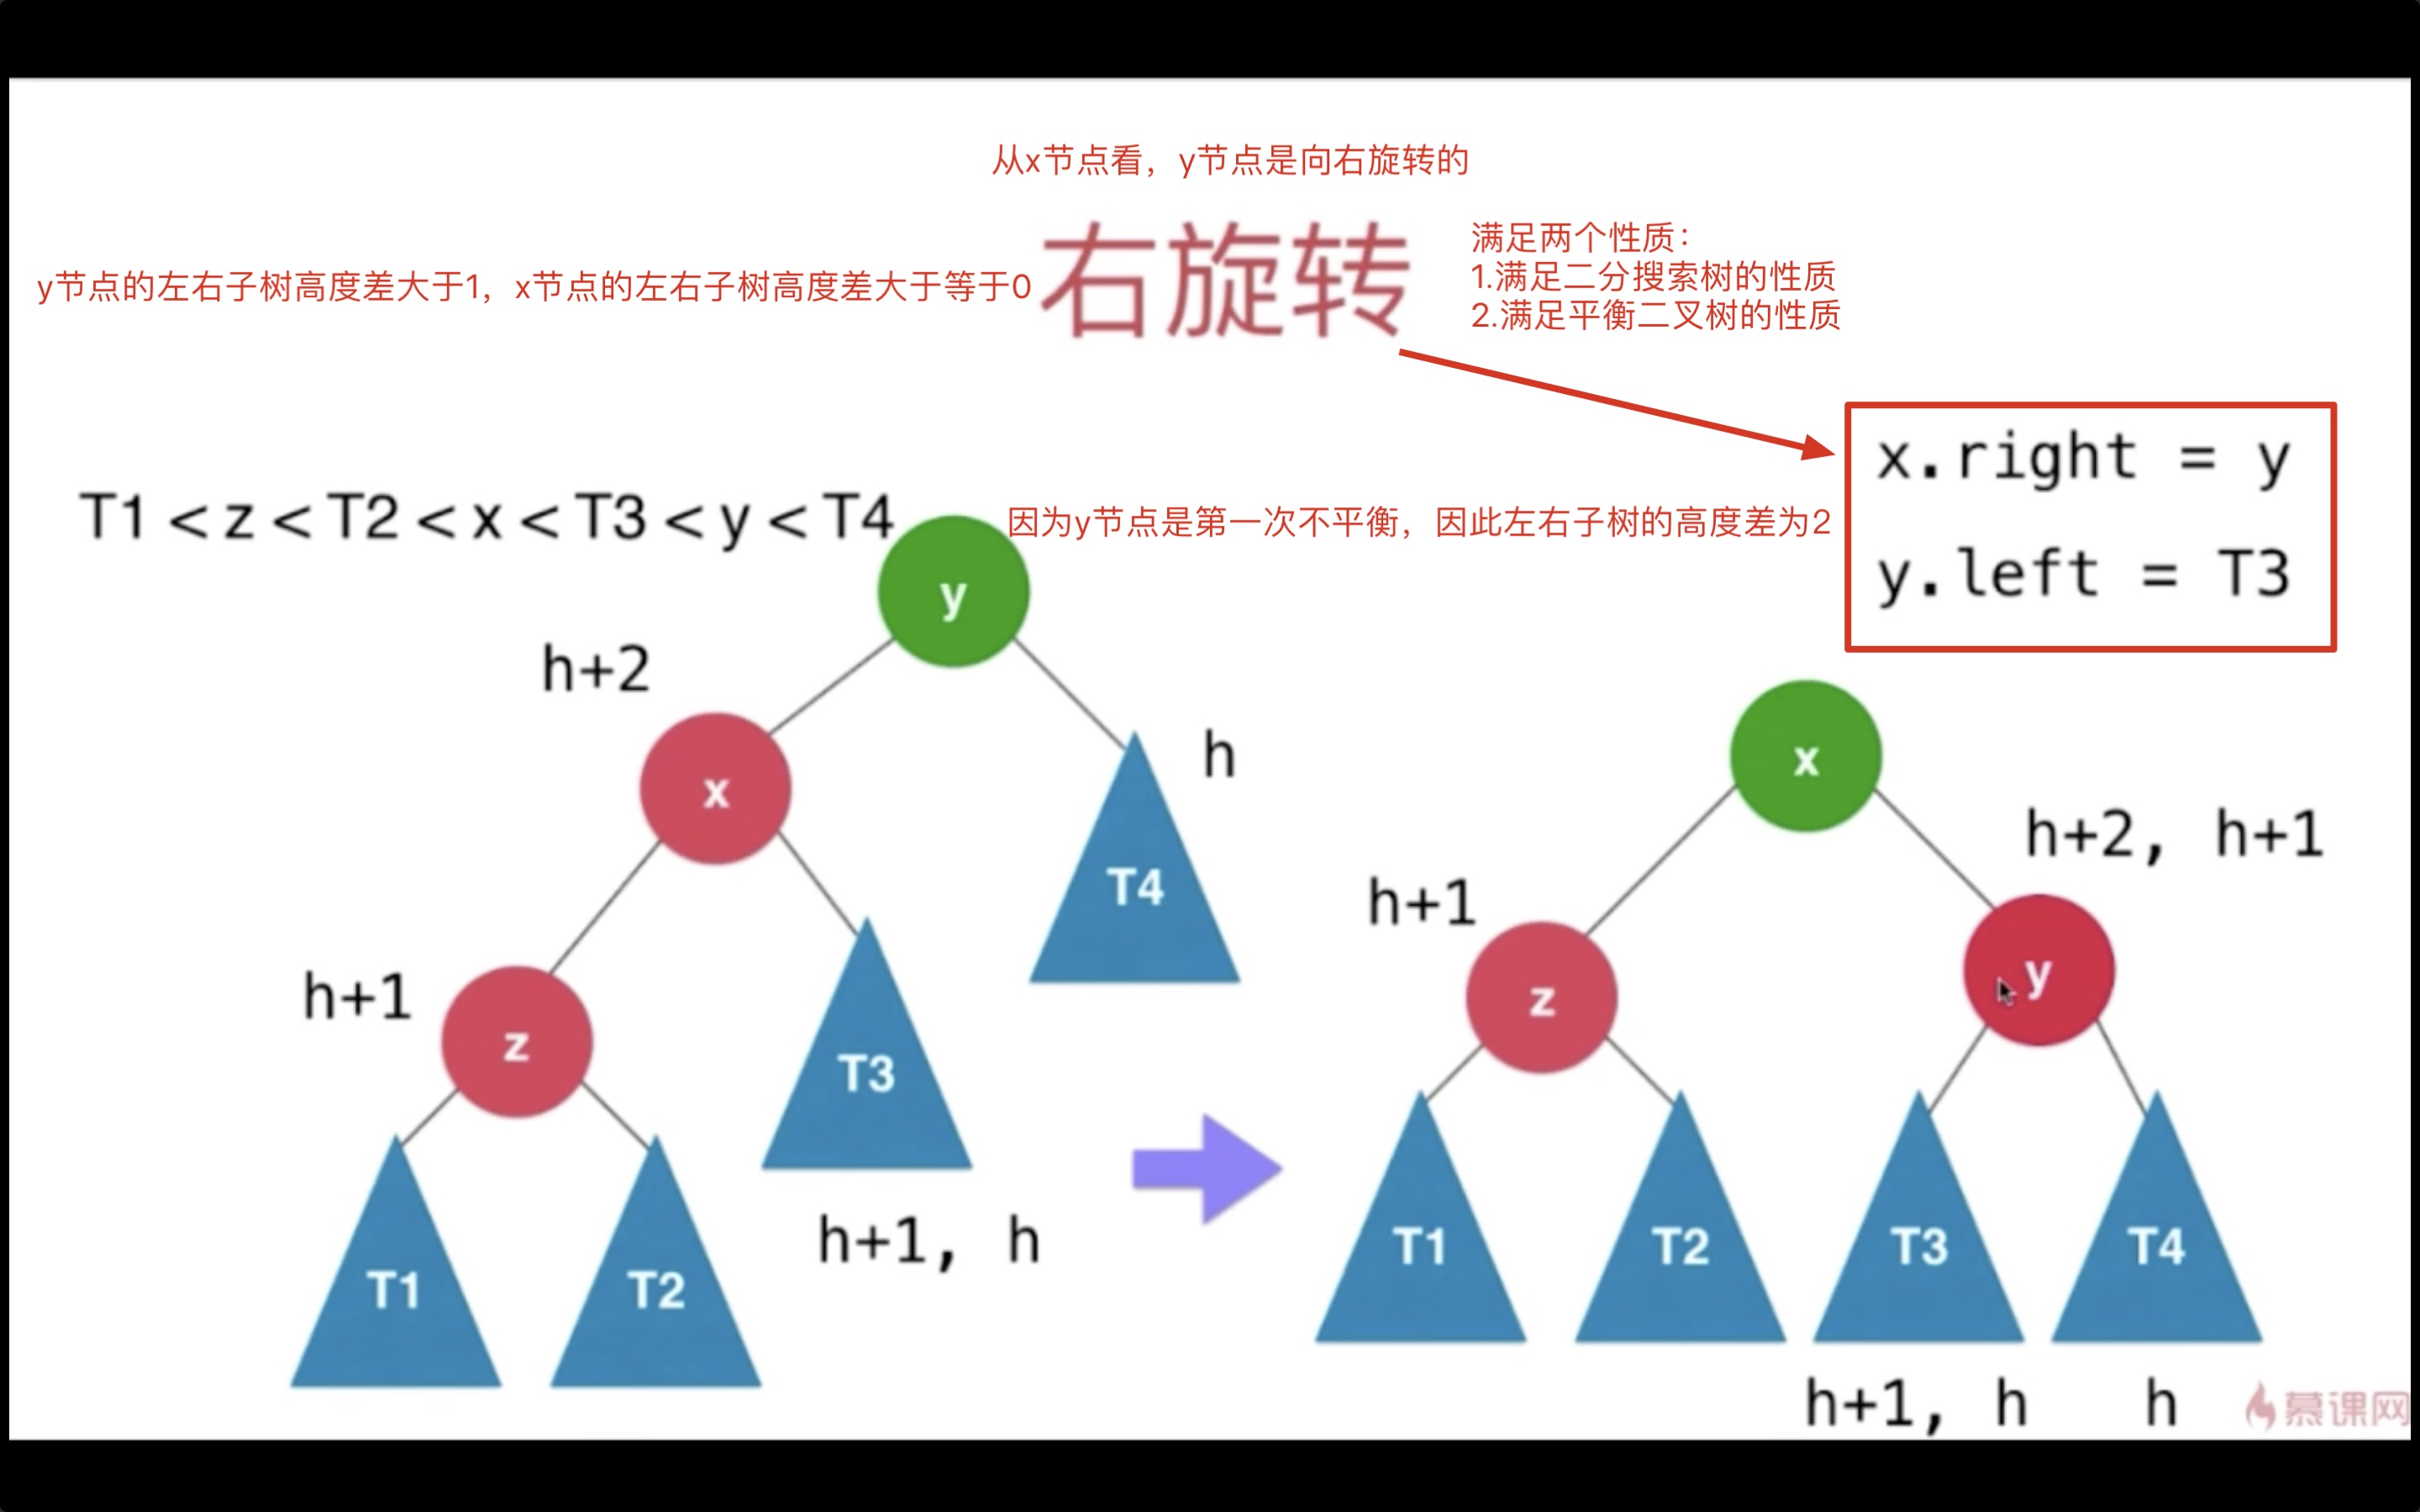 从x节点看，y节点是向右旋转的
右旋转
y节点的左右子树高度差大于1，x节点的左右子树高度差大于等于0
满足两个性质：
1.满足二分搜索树的性质
2.满足平衡二叉树的性质
x.right = y
y.left = T3
T1 < z < T2 < x < T3 < y < T4
因为y节点是第一次不平衡，因此左右子树的高度差为2
y
h+2
x
h
T4
h+1
z
T3
T1
T2
h+1, h
x
h+2, h+1
h+1
z
y
T1
T2
T3
T4
h+1, h
h
慕课网